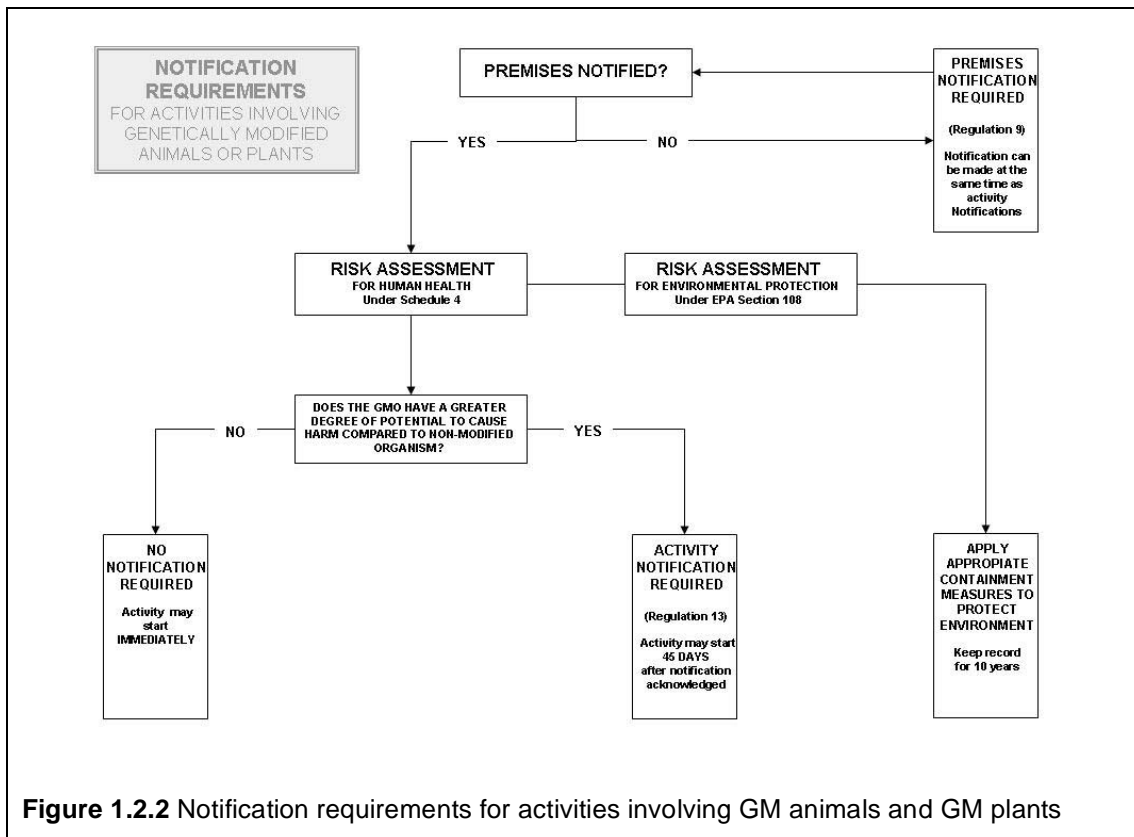 NOTIFICATION
REQUIREMENTS
FOR ACTIVITIES INVOLVING
GENETICALLY MODIFIED
ANIMALS OR PLANTS
PREMISES NOTIFIED?
PREMISES
NOTIFICATION
REQUIRED
(Regulation 9)
Notification can
be made at the
same time as
activity
Notifications
YES
NO
RISK ASSESSMENT
FOR HUMAN HEALTH
Under Schedule 4
RISK ASSESSMENT
FOR ENVIRONMENTAL PROTECTION
Under EPA Section 108
DOES THE GMO HAVE A GREATER
DEGREE OF POTENTIAL TO CAUSE
HARM COMPARED TO NON-MODIFIED
ORGANISM?
NO
YES
NO
NOTIFICATION
REQUIRED
Activity may
start
IMMEDIATELY
ACTIVITY
NOTIFICATION
REQUIRED
(Regulation 13)
Activity may start
45 DAYS
after notification
acknowledged
APPLY
APPROPIATE
CONTAINMENT
MEASURES TO
PROTECT
ENVIRONMENT
Keep record
for 10 years
Figure 1.2.2 Notification requirements for activities involving GM animals and GM plants